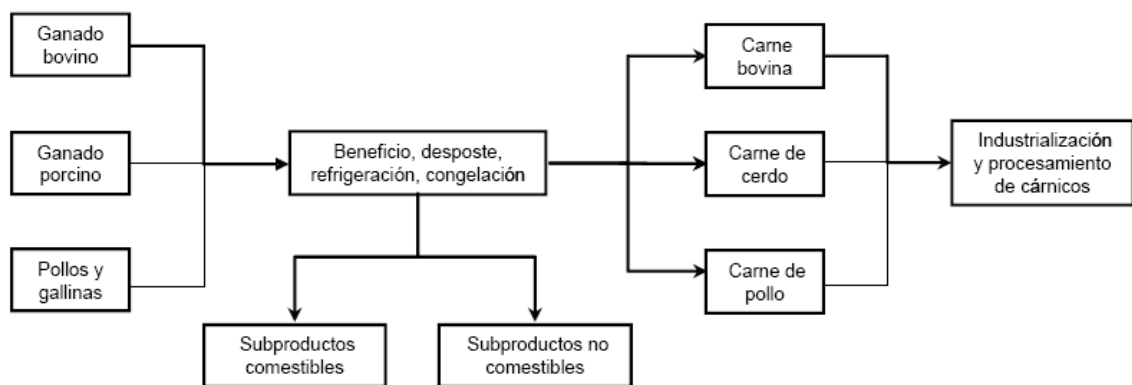 Ganado
bovino
Ganado
porcino
Pollos y
gallinas
Beneficio, desposte,
refrigeración, congelación
Subproductos
comestibles
Subproductos no
comestibles
Carne
bovina
Carne de
cerdo
Carne de
pollo
Industrialización
y procesamiento
de cárnicos